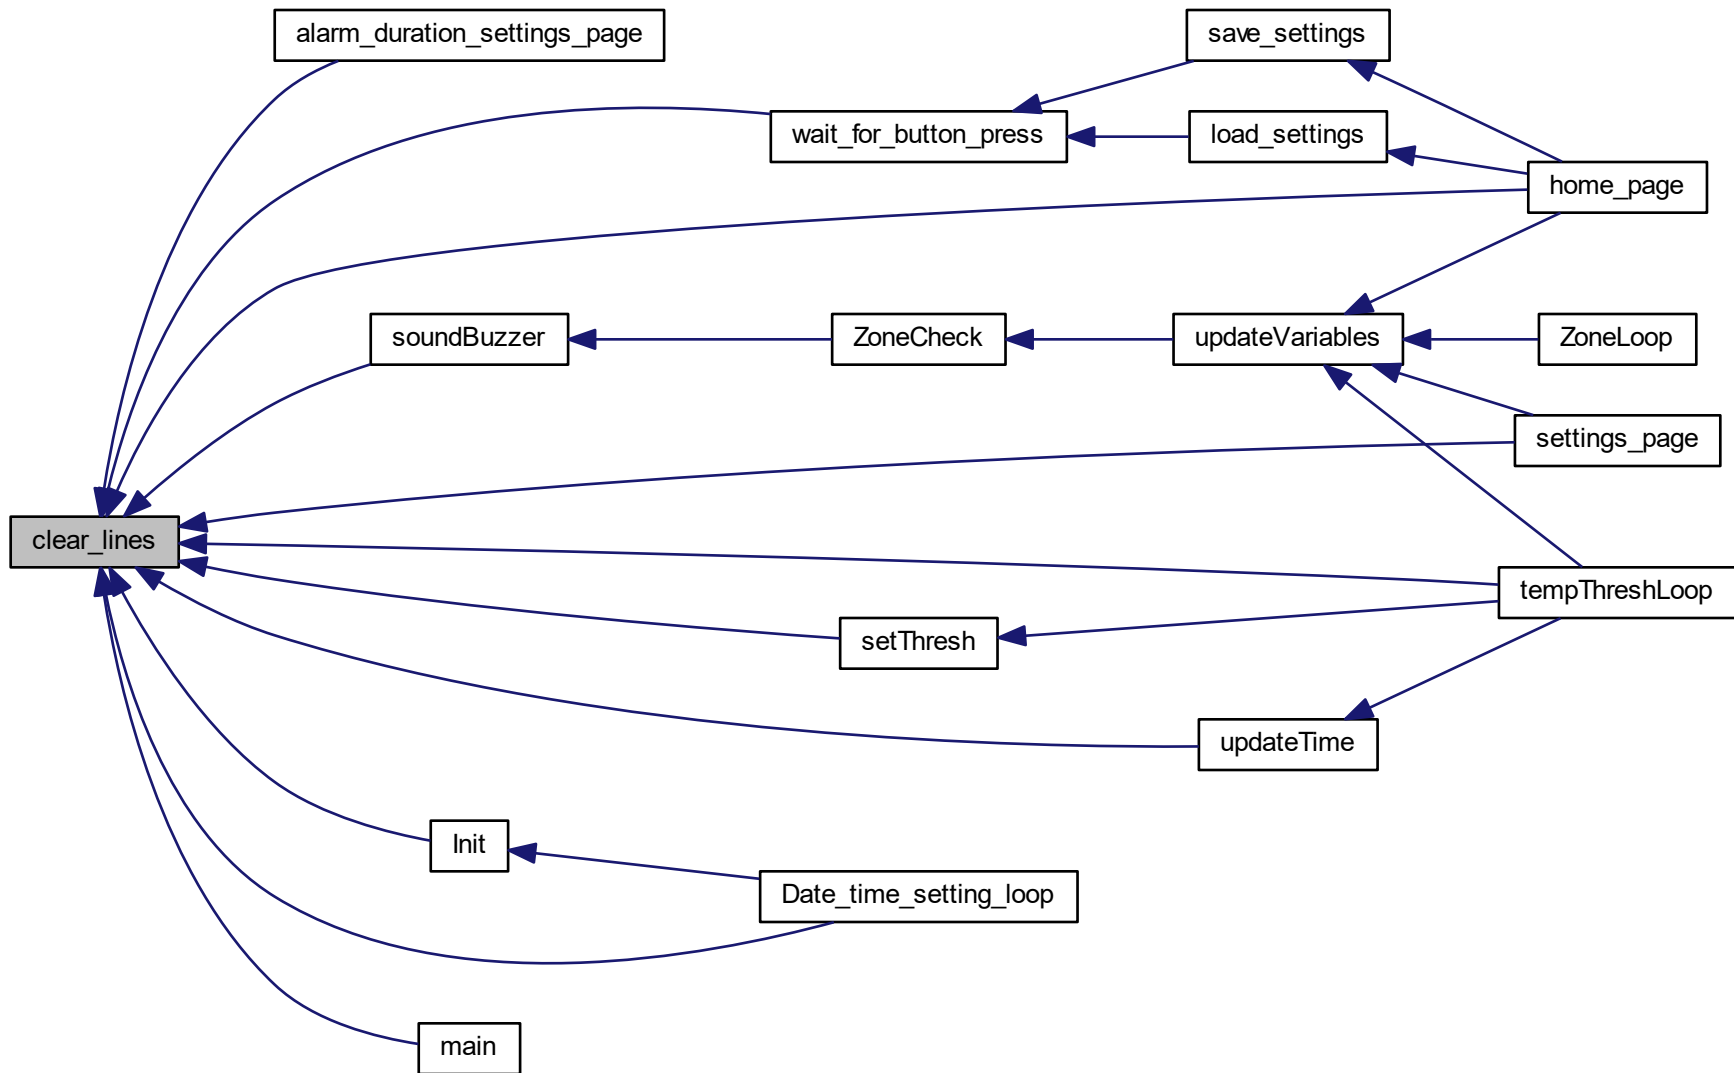 alarm_duration_settings_page
save_settings
wait_for_button_press
load_settings
home_page
soundBuzzer
ZoneCheck
updateVariables
ZoneLoop
settings_page
clear_lines
tempThreshLoop
setThresh
updateTime
Init
Date_time_setting_loop
main